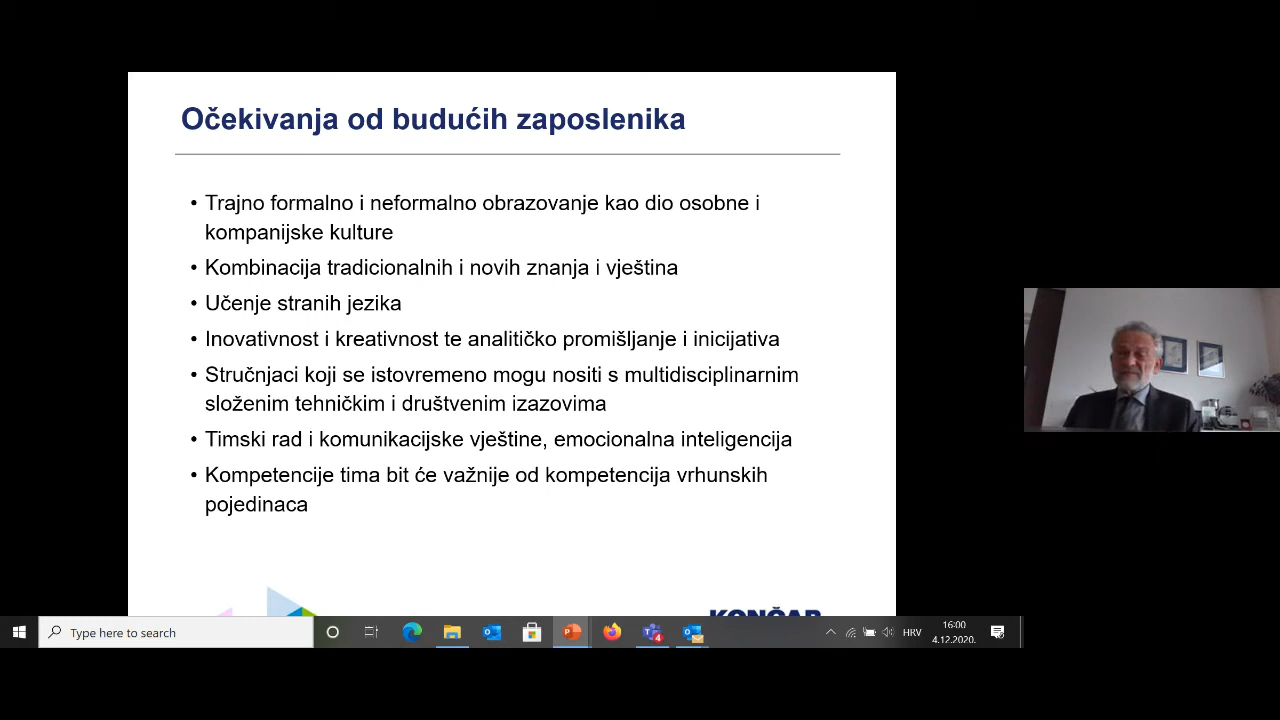 Očekivanja od budućih zaposlenika
• Trajno formalno i neformalno obrazovanje kao dio osobne i
kompanijske kulture
• Kombinacija tradicionalnih i novih znanja i vještina
• Učenje stranih jezika
• Inovativnost i kreativnost te analitičko promišljanje i inicijativa
• Stručnjaci koji se istovremeno mogu nositi s multidisciplinarnim
složenim tehničkim i društvenim izazovima
• Timski rad i komunikacijske vještine, emocionalna inteligencija
• Kompetencije tima bit će važnije od kompetencija vrhunskih
pojedinaca
KONČAR
Type here to search
4
HRV
16:00
4.12.2020.